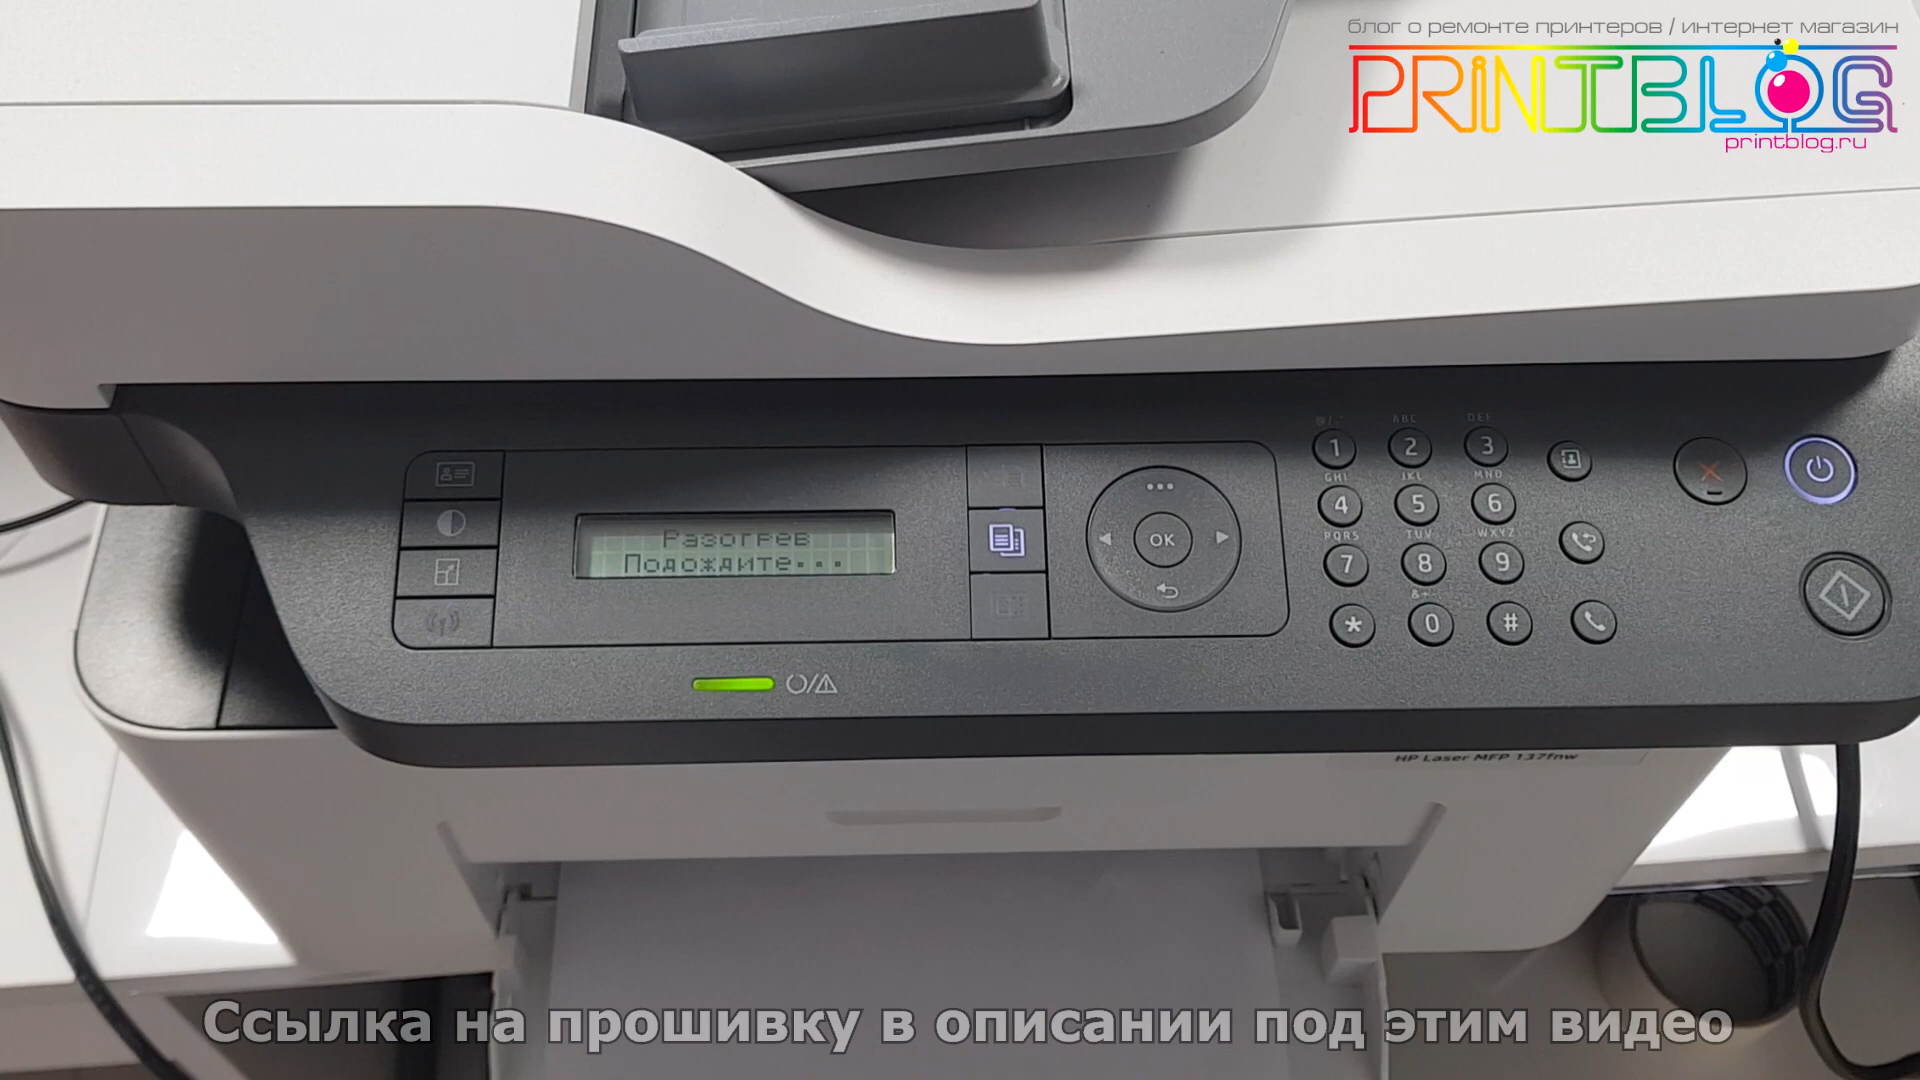 блог о ремонте принтеров / интернет магазин
PRINTBLOG
printblog.ru
ABC
DEF
1
2
3
GHI
JKL
MNO
4
5
6
PQRS
TUV
WXYZ
7
8
9
*
0
#
OK
Разогрев
Подождите...
HP Laser MFP 137fnw
Ссылка на прошивку в описании под этим видео